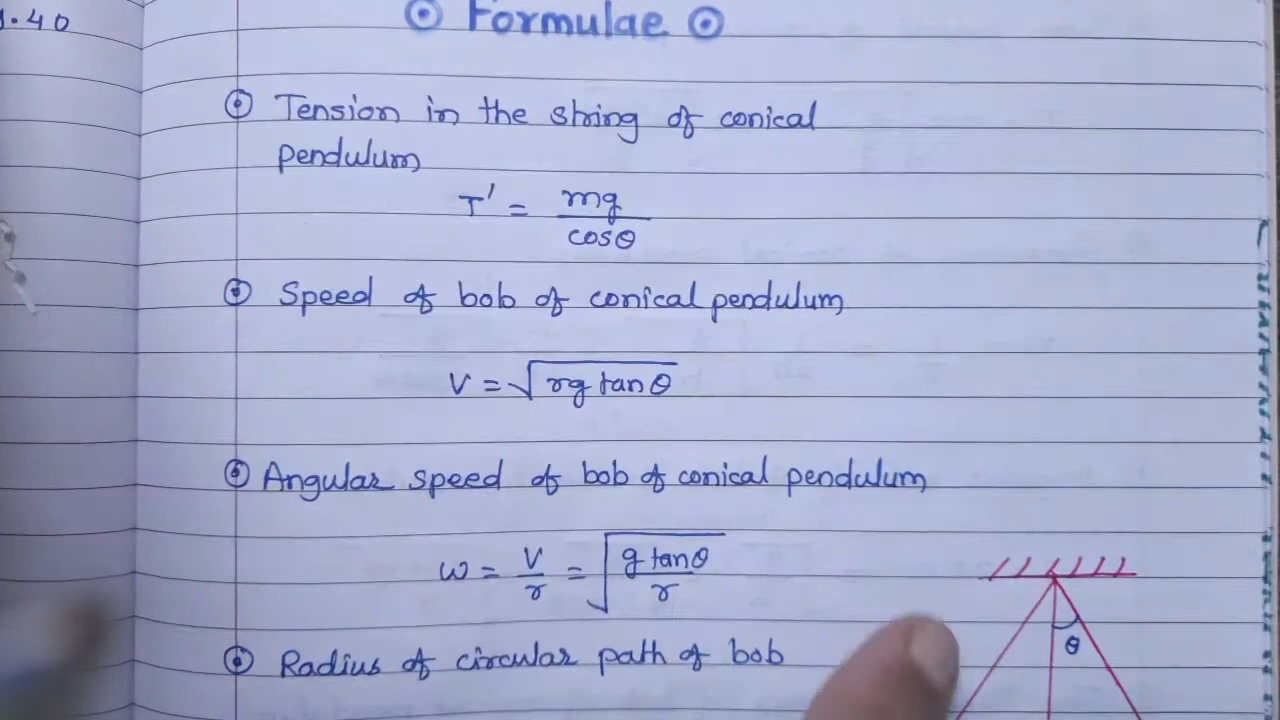 .40
⊙ Formulae ⊙
⊙ Tension in the string of conical
pendulum
T' = mg / cosθ
⊙ Speed of bob of conical pendulum
V = √(rg tanθ)
⊙ Angular speed of bob of conical pendulum
ω = V/r = √(g tanθ / r)
⊙ Radius of circular path of bob
θ